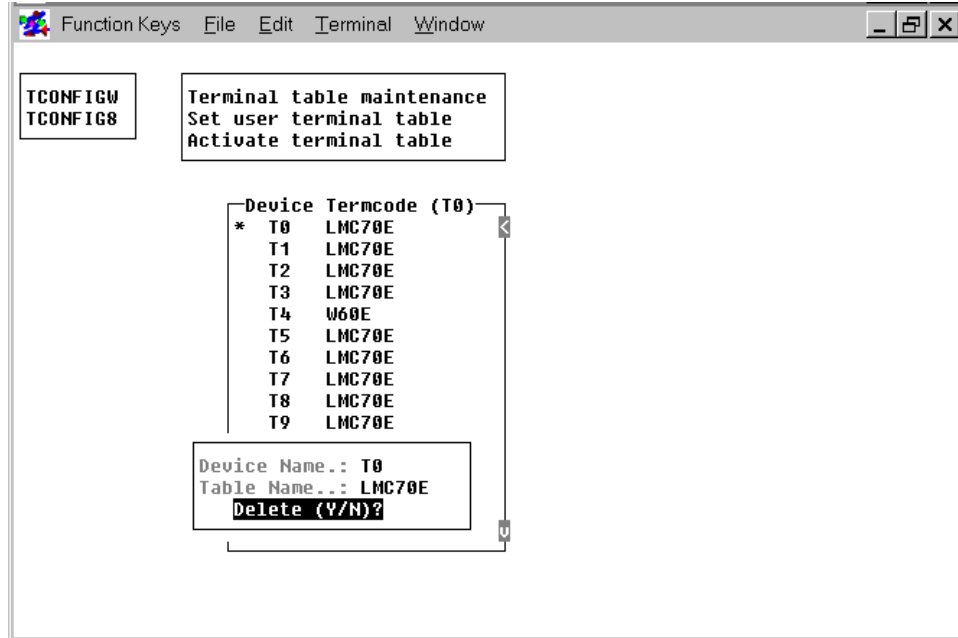 Function Keys File Edit Terminal Window
TCONFIGW
TCONFIG8
Terminal table maintenance
Set user terminal table
Activate terminal table
Device Termcode (T0)
* T0 LMC70E
T1 LMC70E
T2 LMC70E
T3 LMC70E
T4 W60E
T5 LMC70E
T6 LMC70E
T7 LMC70E
T8 LMC70E
T9 LMC70E
Device Name.: T0
Table Name..: LMC70E
Delete (Y/N)?